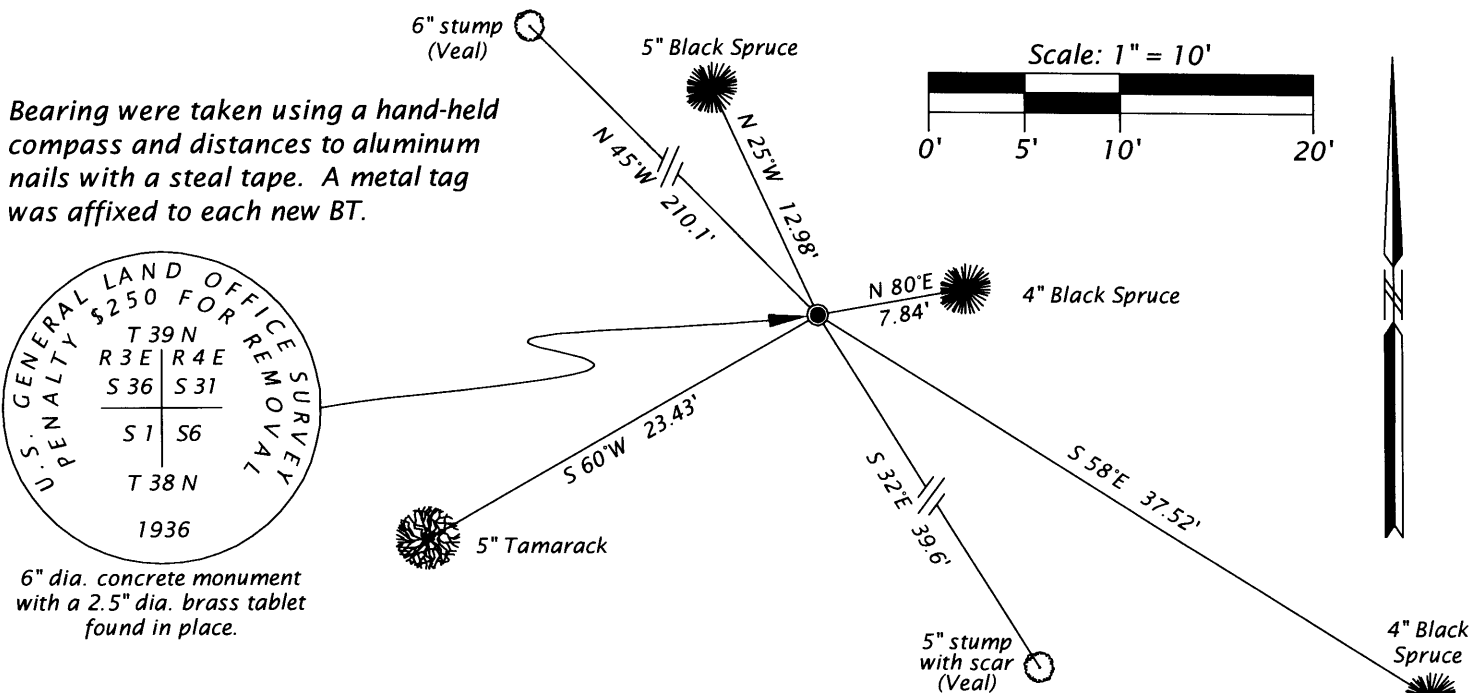 6" stump
(Veal)
5" Black Spruce
Scale: 1" = 10'
0' 5' 10' 20'
Bearing were taken using a hand-held
compass and distances to aluminum
nails with a steal tape. A metal tag
was affixed to each new BT.
N 45°W 210.1'
N 25°W 12.98'
N 80°E
7.84'
4" Black Spruce
U.S. GENERAL LAND OFFICE SURVEY
PENALTY $250 FOR REMOVAL
T 39 N
R 3 E R 4 E
S 36 S 31
S 1 S6
T 38 N
1936
6" dia. concrete monument
with a 2.5" dia. brass tablet
found in place.
S 60°W 23.43'
5" Tamarack
S 32°E 39.6'
5" stump
with scar
(Veal)
S 58°E 37.52'
4" Black
Spruce
N